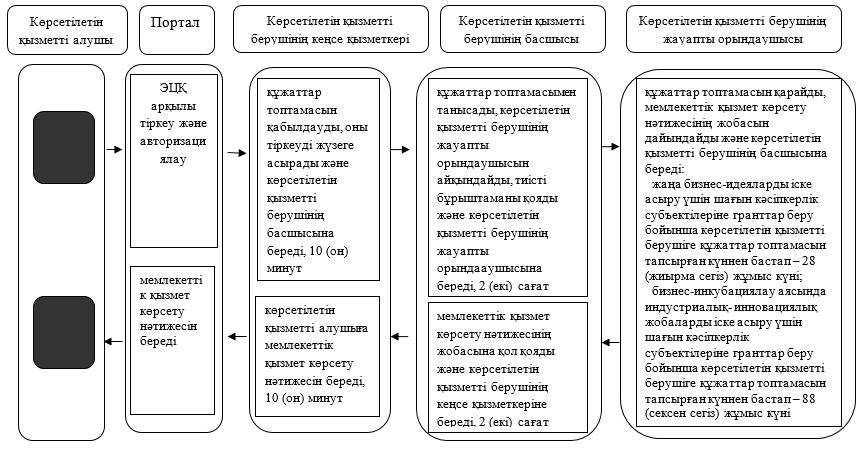 Көрсетілетін
қызметті алушы
Портал
Көрсетілетін қызметті
берушінің кеңсе қызметкері
Көрсетілетін қызметті
берушінің басшысы
Көрсетілетін қызметті берушінің
жауапты орындаушысы
ЭЦҚ
арқылы
тіркеу және
авторизаци
ялау
құжаттар
топтамасын
қабылдауды, оны
тіркеуді жүзеге
асырады және
көрсетілетін
қызметті
берушінің
басшысына
береді, 10 (он)
минут
құжаттар топтамасымен
танысады, көрсетілетін
қызметті берушінің
жауапты
орындаушысын
айқындайды, тиісті
бұрыштаманы қояды
және көрсетілетін
қызметті берушінің
жауапты
орындааушысына
береді, 2 (екі) сағат
құжаттар топтамасын қарайды,
мемлекеттік қызмет көрсету
нәтижесінің жобасын
дайындайды және көрсетілетін
қызметті берушінің басшысына
береді:
жаңа бизнес-идеяларды іске
асыру үшін шағын кәсіпкерлік
субъектілеріне гранттар беру
бойынша көрсетілетін қызметті
берушіге құжаттар топтамасын
тапсырған күннен бастап – 28
(жиырма сегіз) жұмыс күні;
бизнес-инкубациялау аясында
индустриалық-инновациялық
жобаларды іске асыру үшін
шағын кәсіпкерлік
субъектілеріне гранттар беру
бойынша көрсетілетін қызметті
берушіге құжаттар топтамасын
тапсырған күннен бастап – 88
(сексен сегіз) жұмыс күні
мемлекетті
к қызмет
көрсету
нәтижесін
береді
көрсетілетін
қызметті алушыға
мемлекеттік
қызмет көрсету
нәтижесін береді,
10 (он) минут
мемлекеттік қызмет
көрсету нәтижесінің
жобасына қол қояды
және көрсетілетін
қызметті берушінің
кеңсе қызметкеріне
береді, 2 (екі) сағат